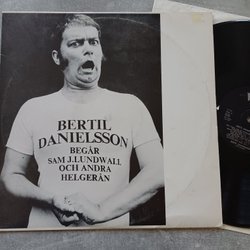 BERTIL
DANIELSSON
BEGÅR
SAM J.LUNDWALL
OCH ANDRA
HELGERÅN